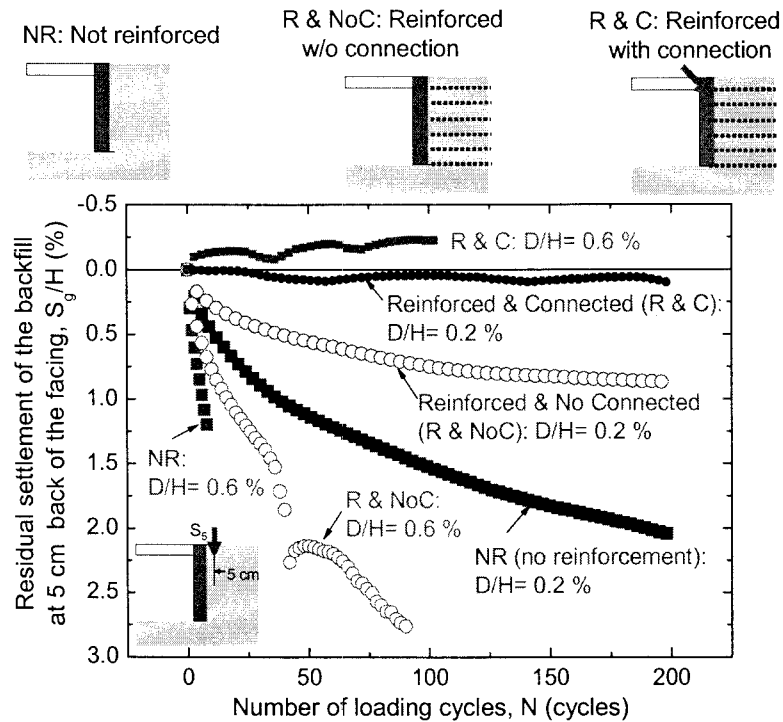 NR: Not reinforced
R & NoC: Reinforced
w/o connection
R & C: Reinforced
with connection
Residual settlement of the backfill
at 5 cm back of the facing, Sg/H (%)
-0.5
0.0
0.5
1.0
1.5
2.0
2.5
3.0
R & C: D/H= 0.6 %
Reinforced & Connected (R & C):
D/H= 0.2 %
Reinforced & No Connected
(R & NoC): D/H= 0.2 %
NR:
D/H= 0.6 %
R & NoC:
D/H= 0.6 %
NR (no reinforcement):
D/H= 0.2 %
S5
5 cm
0
50
100
150
200
Number of loading cycles, N (cycles)